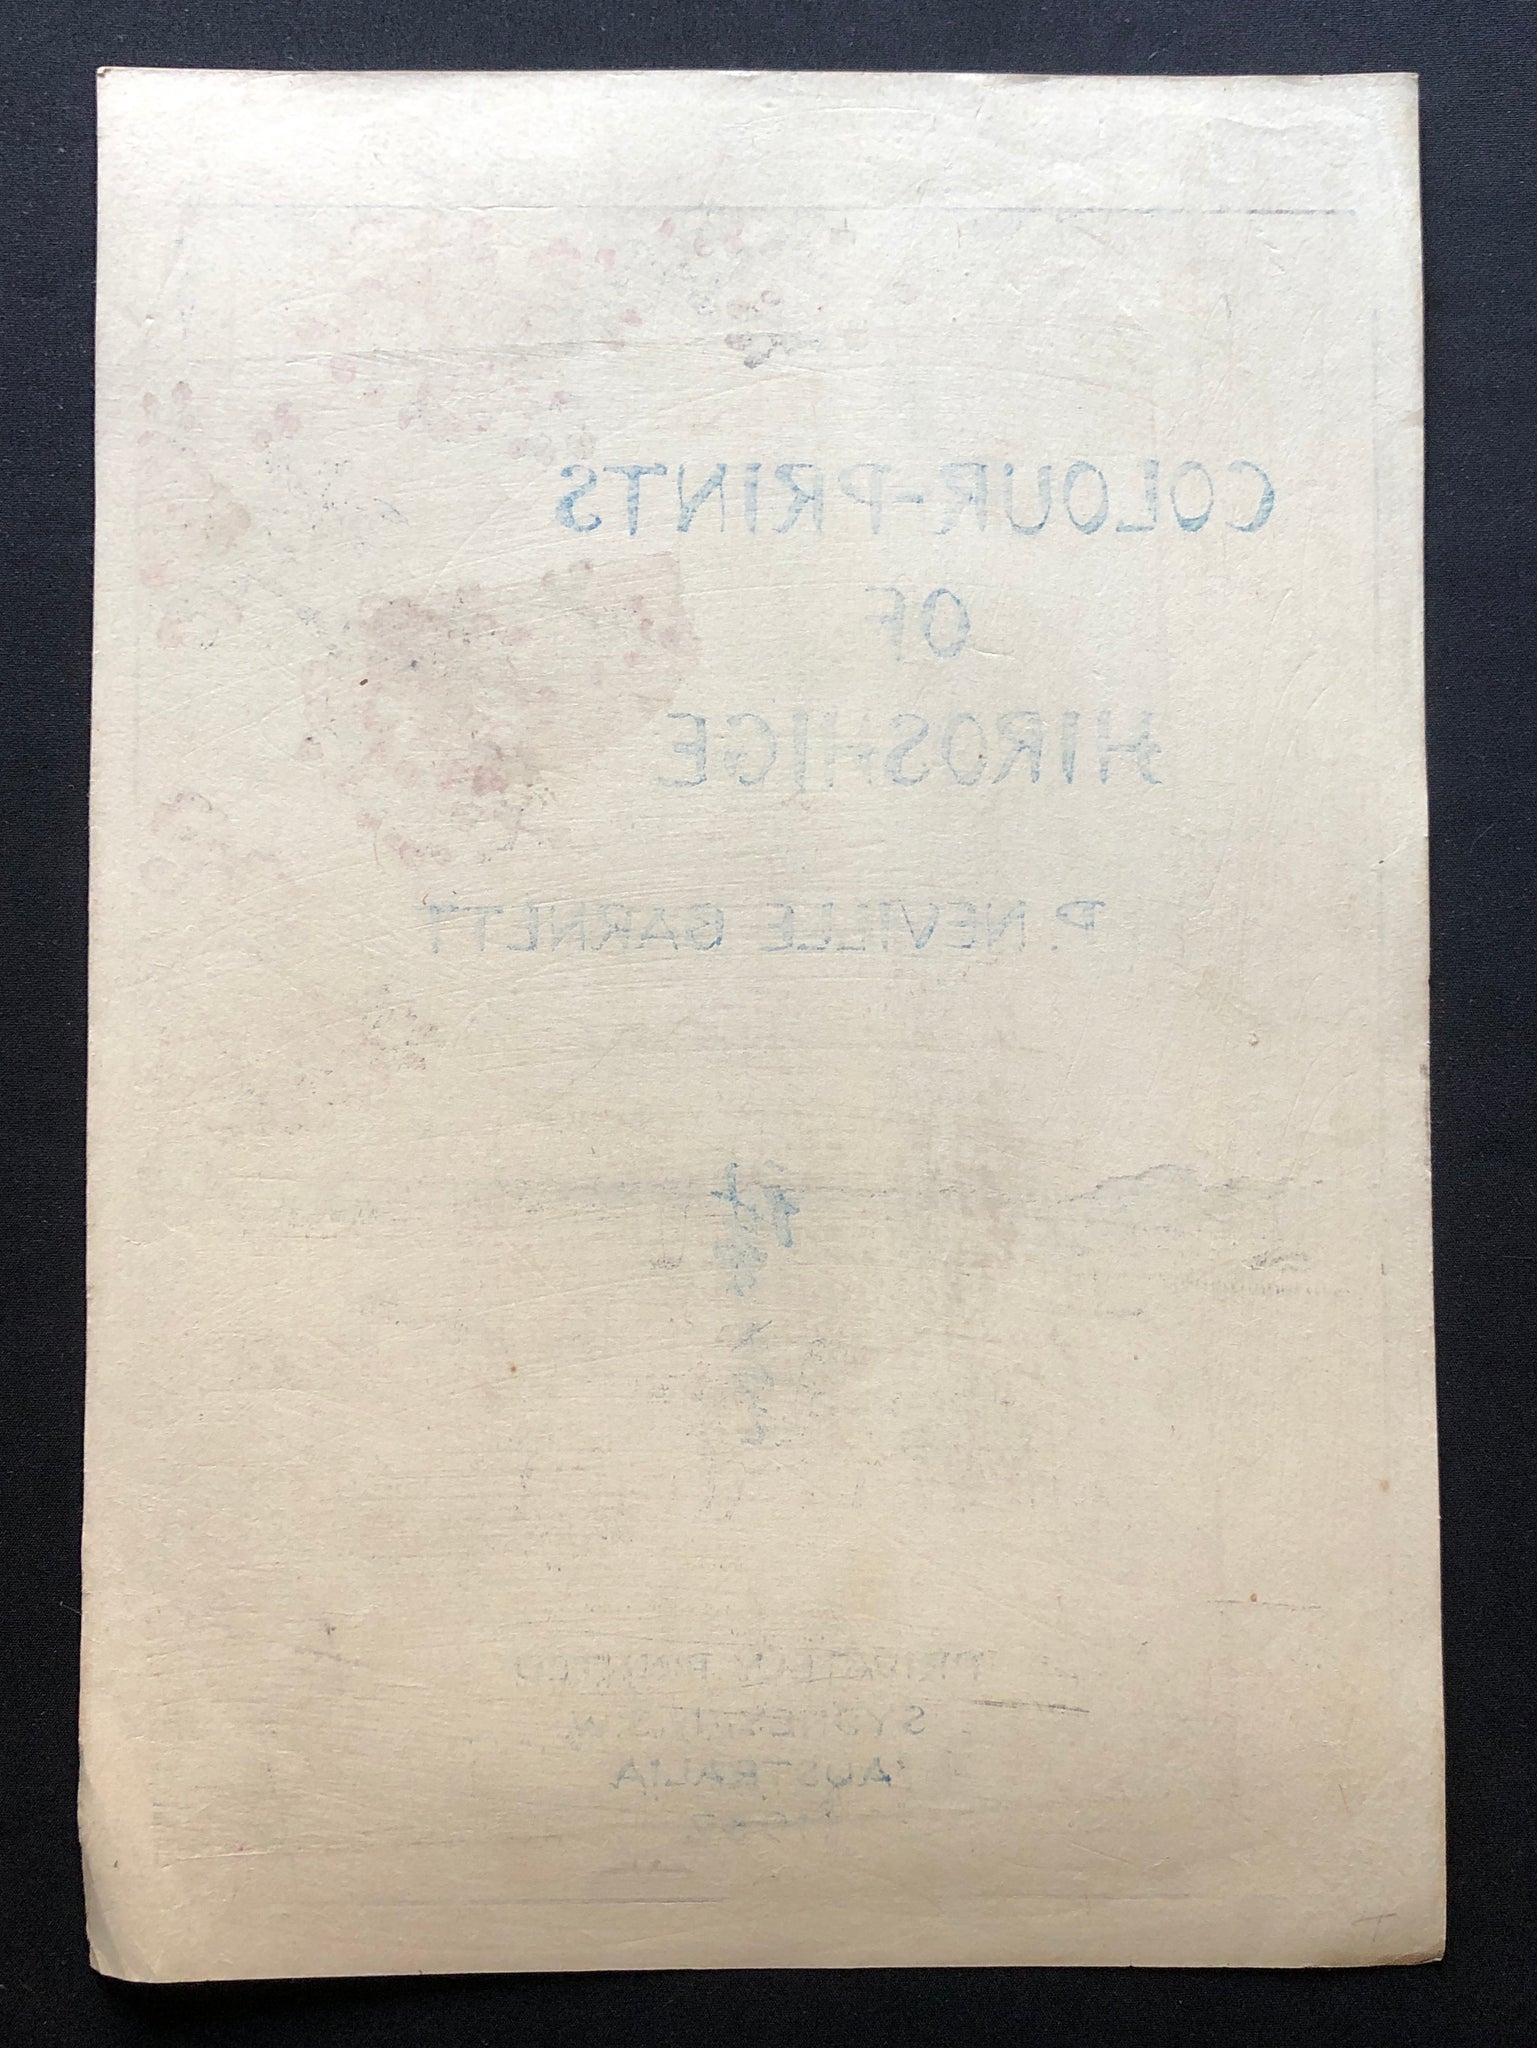 COLOUR-PRINTS
OF
HIROSHIGE
P. NEVILLE BARNETT
PRIVATELY PRINTED
SYDNEY N.S.W.
AUSTRALIA